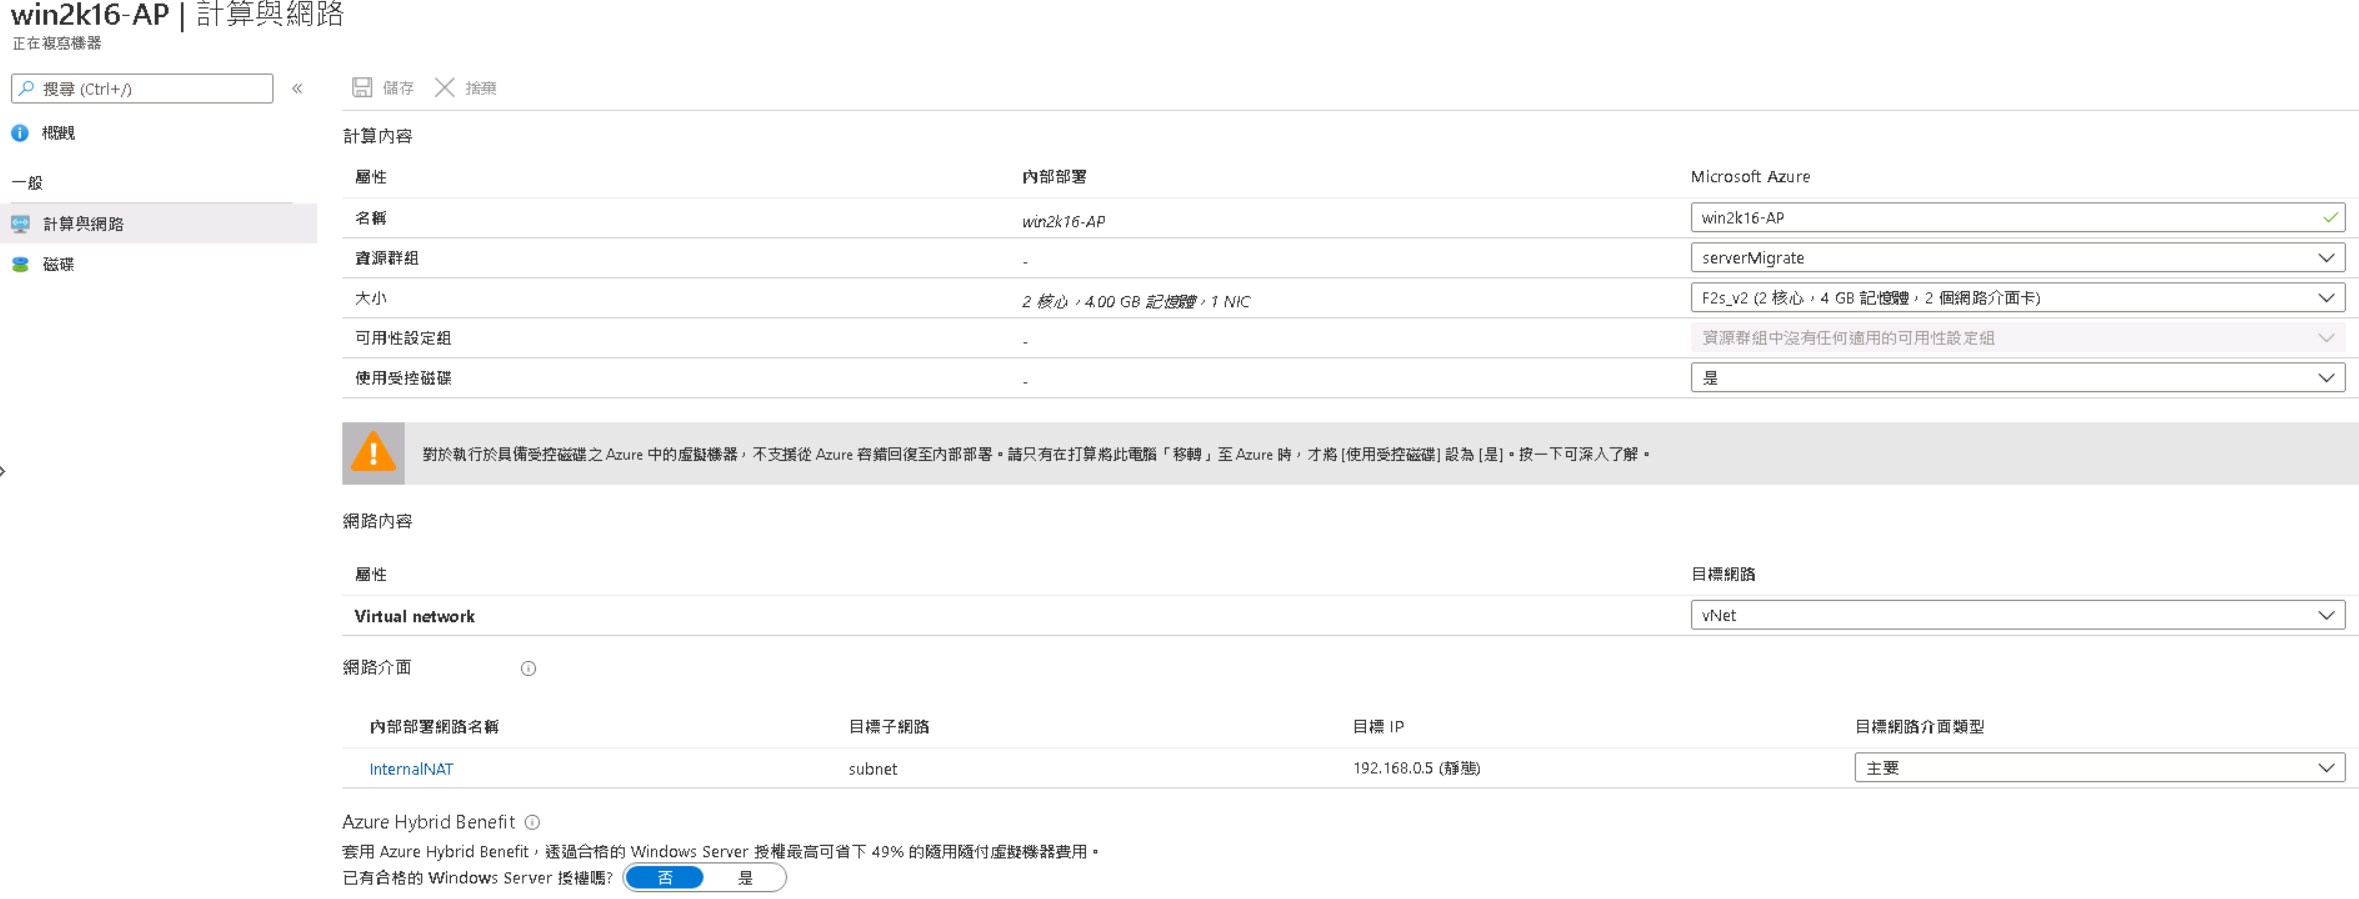 win2k16-AP | 計算與網路
正在複寫機器
搜尋 (Ctrl+/)
«
儲存
捨棄
概觀
一般
計算與網路
磁碟
計算內容
屬性 內部部署 Microsoft Azure
名稱 win2k16-AP win2k16-AP
資源群組 - serverMigrate
大小 2 核心，4.00 GB 記憶體，1 NIC F2s_v2 (2 核心，4 GB 記憶體，2 個網路介面卡)
可用性設定組 - 資源群組中沒有任何適用的可用性設定組
使用受控磁碟 - 是
對於執行於具備受控磁碟之 Azure 中的虛擬機器，不支援從 Azure 容錯回復至內部部署。請只有在打算將此電腦「移轉」至 Azure 時，才將 [使用受控磁碟] 設為 [是]。按一下可深入了解。
網路內容
屬性 目標網路
Virtual network vNet
網路介面
內部部署網路名稱 目標子網路 目標 IP 目標網路介面類型
InternalNAT subnet 192.168.0.5 (靜態) 主要
Azure Hybrid Benefit
套用 Azure Hybrid Benefit，透過合格的 Windows Server 授權最高可省下 49% 的隨用隨付虛擬機器費用。
已有合格的 Windows Server 授權嗎? 否 是